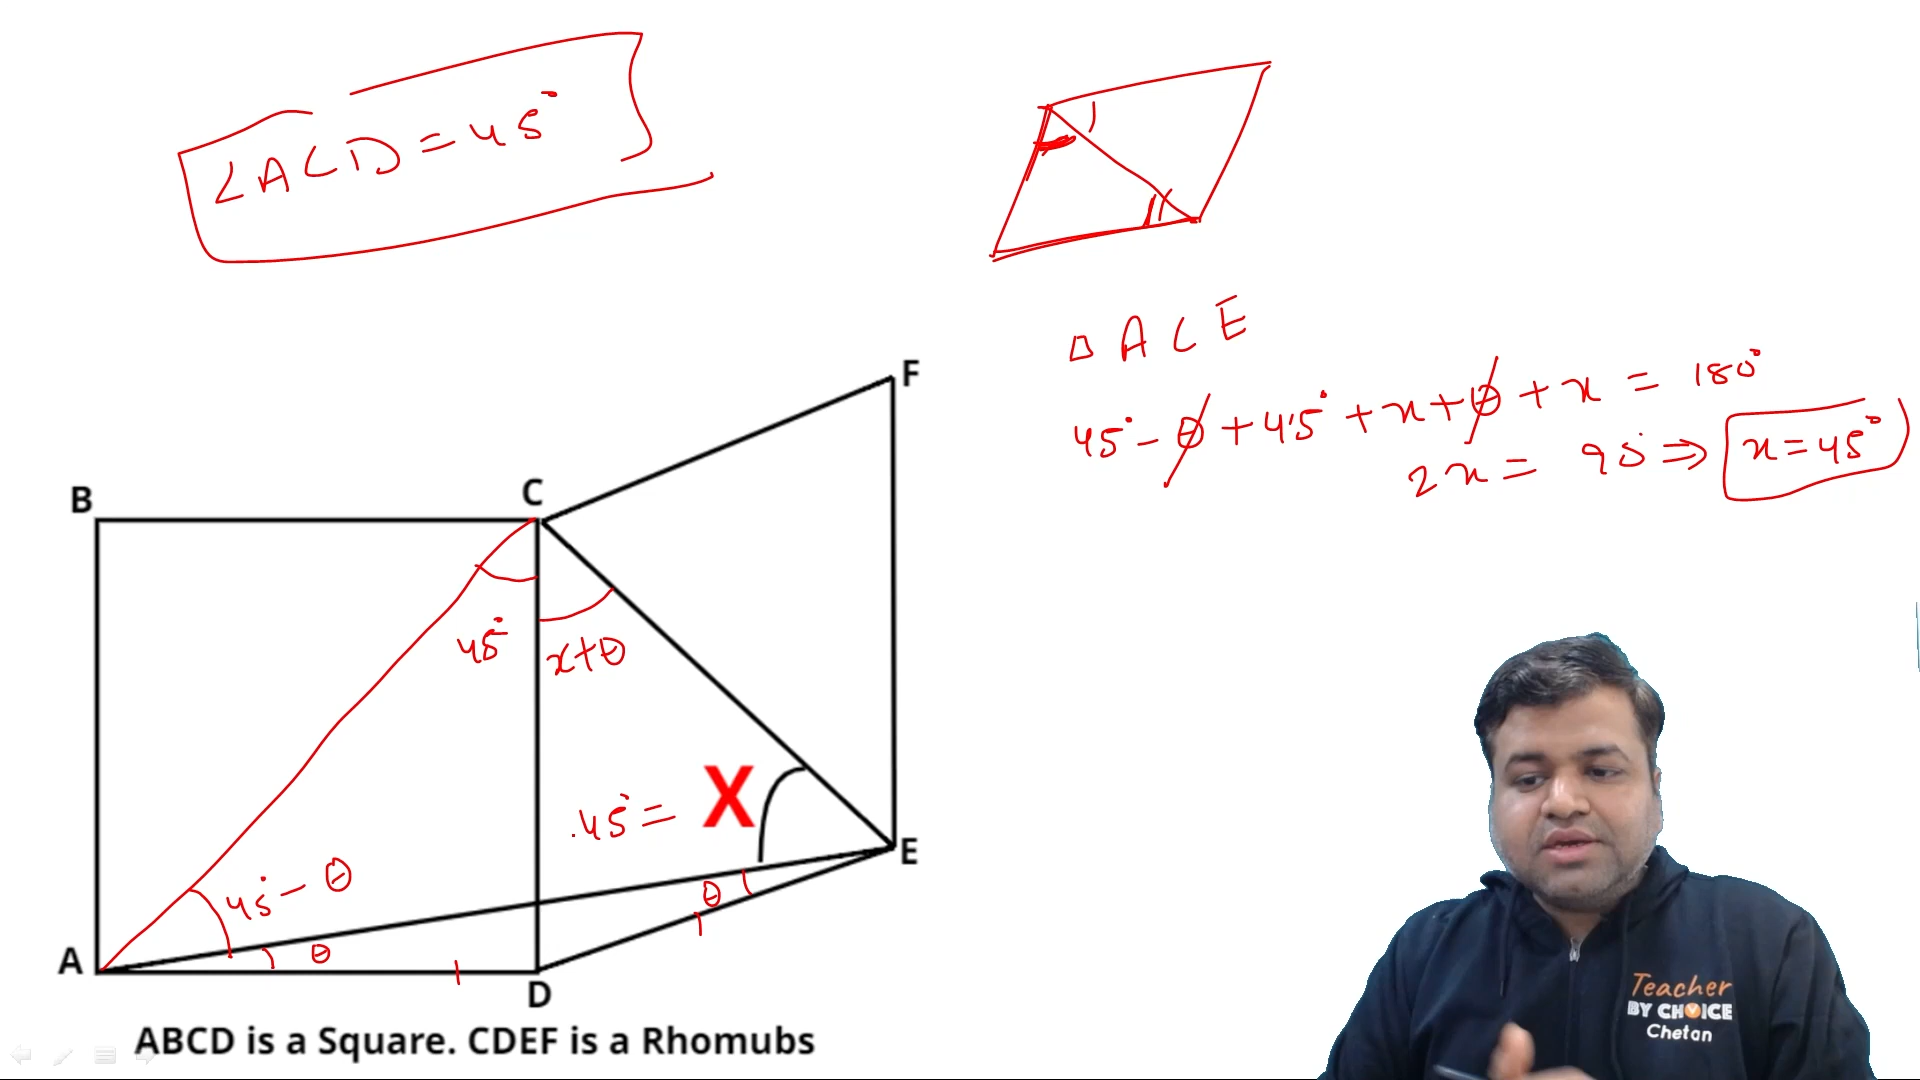 ∠ACD = 45°
△ ACE
45° - θ + 45° + x + θ + x = 180°
2x = 90 ⇒ x = 45°
F
B
C
45°
x+θ
.45° = X
E
45° - θ
θ
θ
A
D
ABCD is a Square. CDEF is a Rhomubs
Teacher
BY CHOICE
Chetan